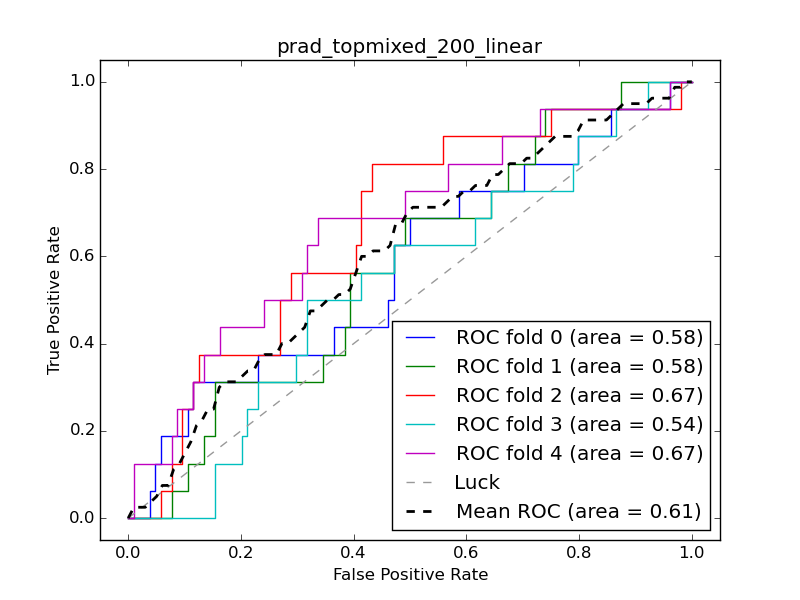 prad_topmixed_200_linear
True Positive Rate
1.0
0.8
0.6
0.4
0.2
0.0
ROC fold 0 (area = 0.58)
ROC fold 1 (area = 0.58)
ROC fold 2 (area = 0.67)
ROC fold 3 (area = 0.54)
ROC fold 4 (area = 0.67)
Luck
Mean ROC (area = 0.61)
0.0 0.2 0.4 0.6 0.8 1.0
False Positive Rate